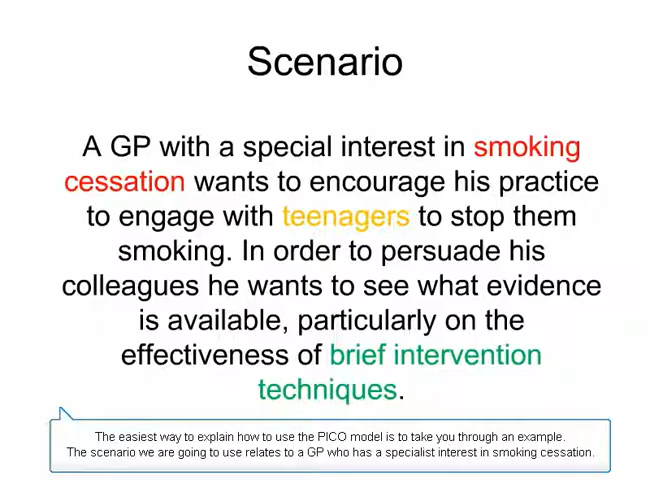 Scenario
A GP with a special interest in smoking
cessation wants to encourage his practice
to engage with teenagers to stop them
smoking. In order to persuade his
colleagues he wants to see what evidence
is available, particularly on the
effectiveness of brief intervention
techniques.
The easiest way to explain how to use the PICO model is to take you through an example.
The scenario we are going to use relates to a GP who has a specialist interest in smoking cessation.